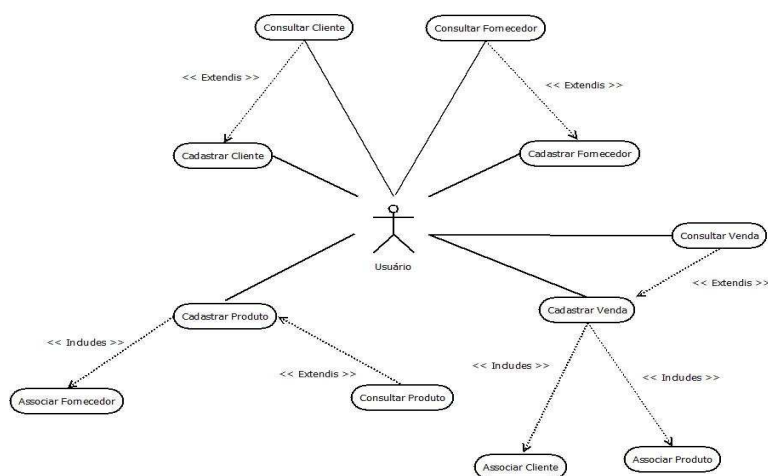 Consultar Cliente
Consultar Fornecedor
<< Extendis >>
<< Extendis >>
Cadastrar Cliente
Cadastrar Fornecedor
Consultar Venda
Usuário
<< Extendis >>
Cadastrar Produto
Cadastrar Venda
<< Includes >>
<< Extendis >>
<< Includes >>
<< Includes >>
Associar Fornecedor
Consultar Produto
Associar Cliente
Associar Produto